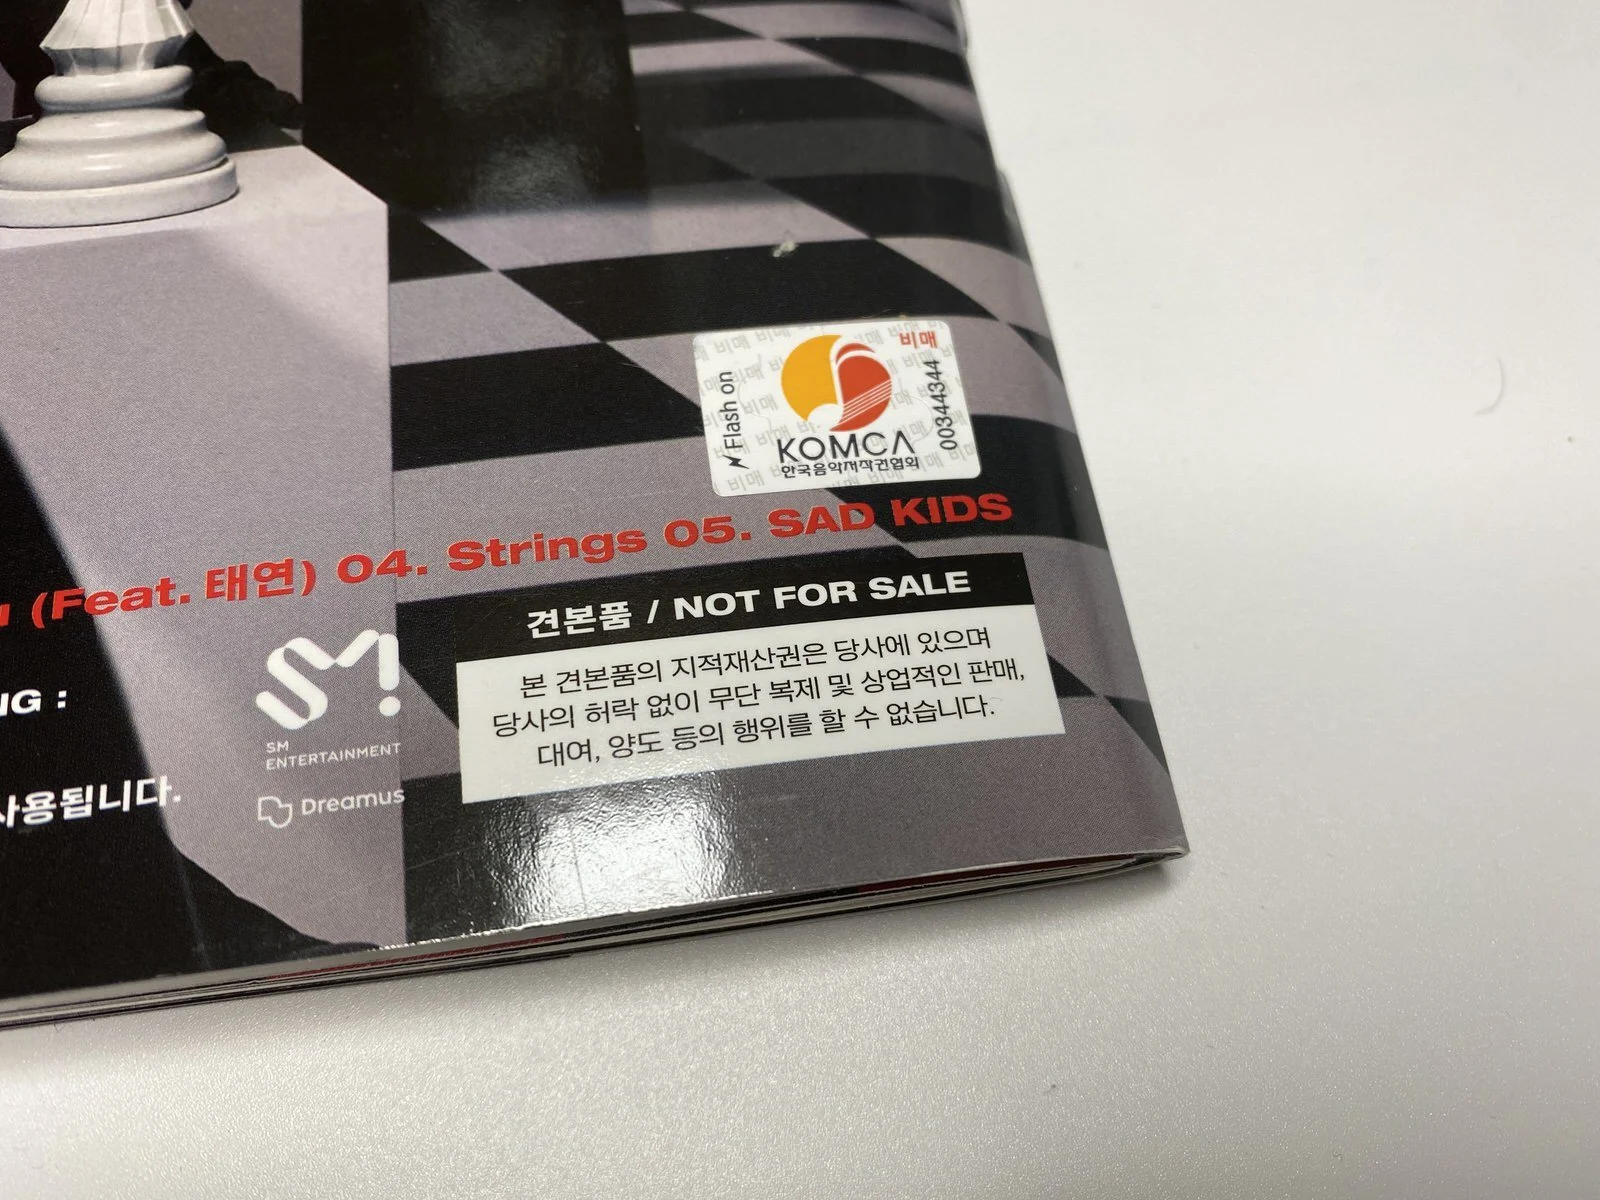 비매
Flash on
00344344
KOMCA
한국음악저작권협회
(Feat. 태연) 04. Strings 05. SAD KIDS
견본품 / NOT FOR SALE
본 견본품의 지적재산권은 당사에 있으며
당사의 허락 없이 무단 복제 및 상업적인 판매,
대여, 양도 등의 행위를 할 수 없습니다.
NG :
SM
SM
ENTERTAINMENT
사용됩니다.
Dreamus